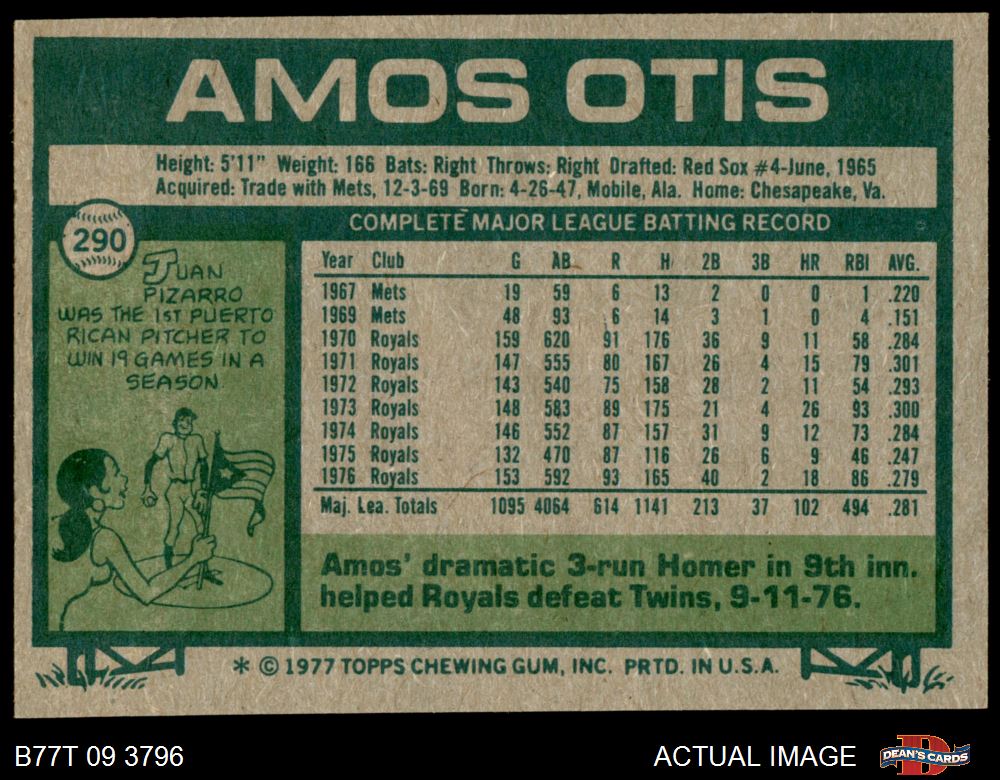 AMOS OTIS
Height: 5'11" Weight: 166 Bats: Right Throws: Right Drafted: Red Sox #4-June, 1965
Acquired: Trade with Mets, 12-3-69 Born: 4-26-47, Mobile, Ala. Home: Chesapeake, Va.
290
JUAN
PIZARRO
WAS THE 1ST PUERTO
RICAN PITCHER TO
WIN 19 GAMES IN A
SEASON
COMPLETE MAJOR LEAGUE BATTING RECORD
Year Club G AB R H 2B 3B HR RBI AVG.
1967 Mets 19 59 6 13 2 0 0 1 .220
1969 Mets 48 93 6 14 3 1 0 4 .151
1970 Royals 159 620 91 176 36 9 11 58 .284
1971 Royals 147 555 80 167 26 4 15 79 .301
1972 Royals 143 540 75 158 28 2 11 54 .293
1973 Royals 148 583 89 175 21 4 26 93 .300
1974 Royals 146 552 87 157 31 9 12 73 .284
1975 Royals 132 470 87 116 26 6 9 46 .247
1976 Royals 153 592 93 165 40 2 18 86 .279
Maj. Lea. Totals 1095 4064 614 1141 213 37 102 494 .281
Amos' dramatic 3-run Homer in 9th inn.
helped Royals defeat Twins, 9-11-76.
* © 1977 TOPPS CHEWING GUM, INC. PRTD. IN U.S.A.
B77T 09 3796
ACTUAL IMAGE
D
DEAN'S CARDS